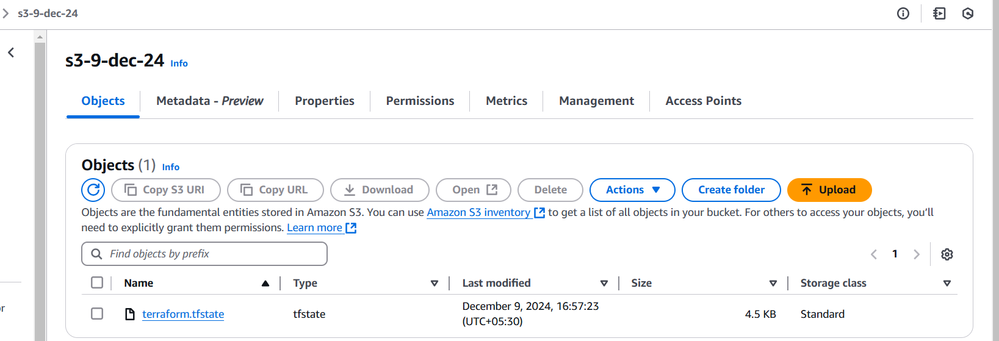 s3-9-dec-24
s3-9-dec-24 Info
Objects Metadata - Preview Properties Permissions Metrics Management Access Points
Objects (1) Info
Copy S3 URI Copy URL Download Open Delete Actions Create folder Upload
Objects are the fundamental entities stored in Amazon S3. You can use Amazon S3 inventory to get a list of all objects in your bucket. For others to access your objects, you'll
need to explicitly grant them permissions. Learn more
Find objects by prefix 1
Name Type Last modified Size Storage class
terraform.tfstate tfstate December 9, 2024, 16:57:23 4.5 KB Standard
(UTC+05:30)